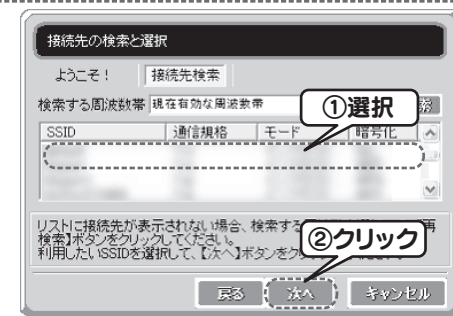 接続先の検索と選択
ようこそ! 接続先検索
検索する周波数帯 現在有効な周波数帯
①選択
SSID 通信規格 モード 暗号化
リストに接続先が表示されない場合、検索する
検索】ボタンをクリックしてください。
利用したいSSIDを選択して、【次へ】ボタンをク
②クリック
戻る 次へ キャンセル